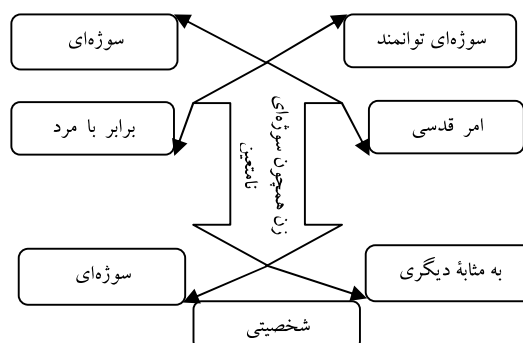 سوژه‌ای توانمند
سوژه‌ای
امر قدسی
برابر با مرد
زن همچون سوژه‌ای
نامتعین
به مثابهٔ دیگری
سوژه‌ای
شخصیتی